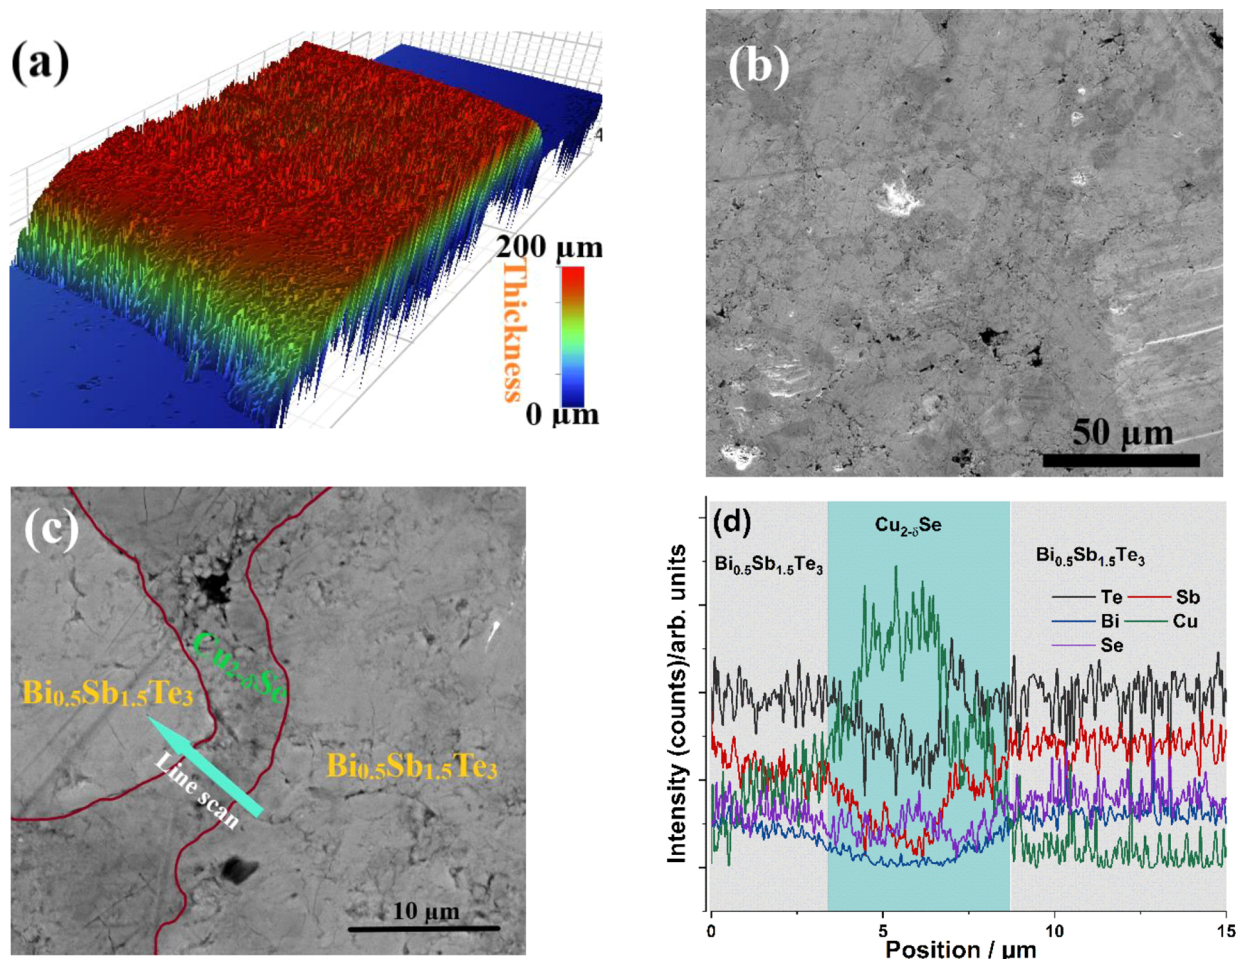 (a)
4
200 µm
Thickness
0 µm
(b)
50 µm
(c)
Cu2-δSe
Bi0.5Sb1.5Te3
Bi0.5Sb1.5Te3
Line scan
10 µm
(d)
Cu2-δSe
Bi0.5Sb1.5Te3
Bi0.5Sb1.5Te3
Te
Sb
Bi
Cu
Se
Intensity (counts)/arb. units
0
5
10
15
Position / µm